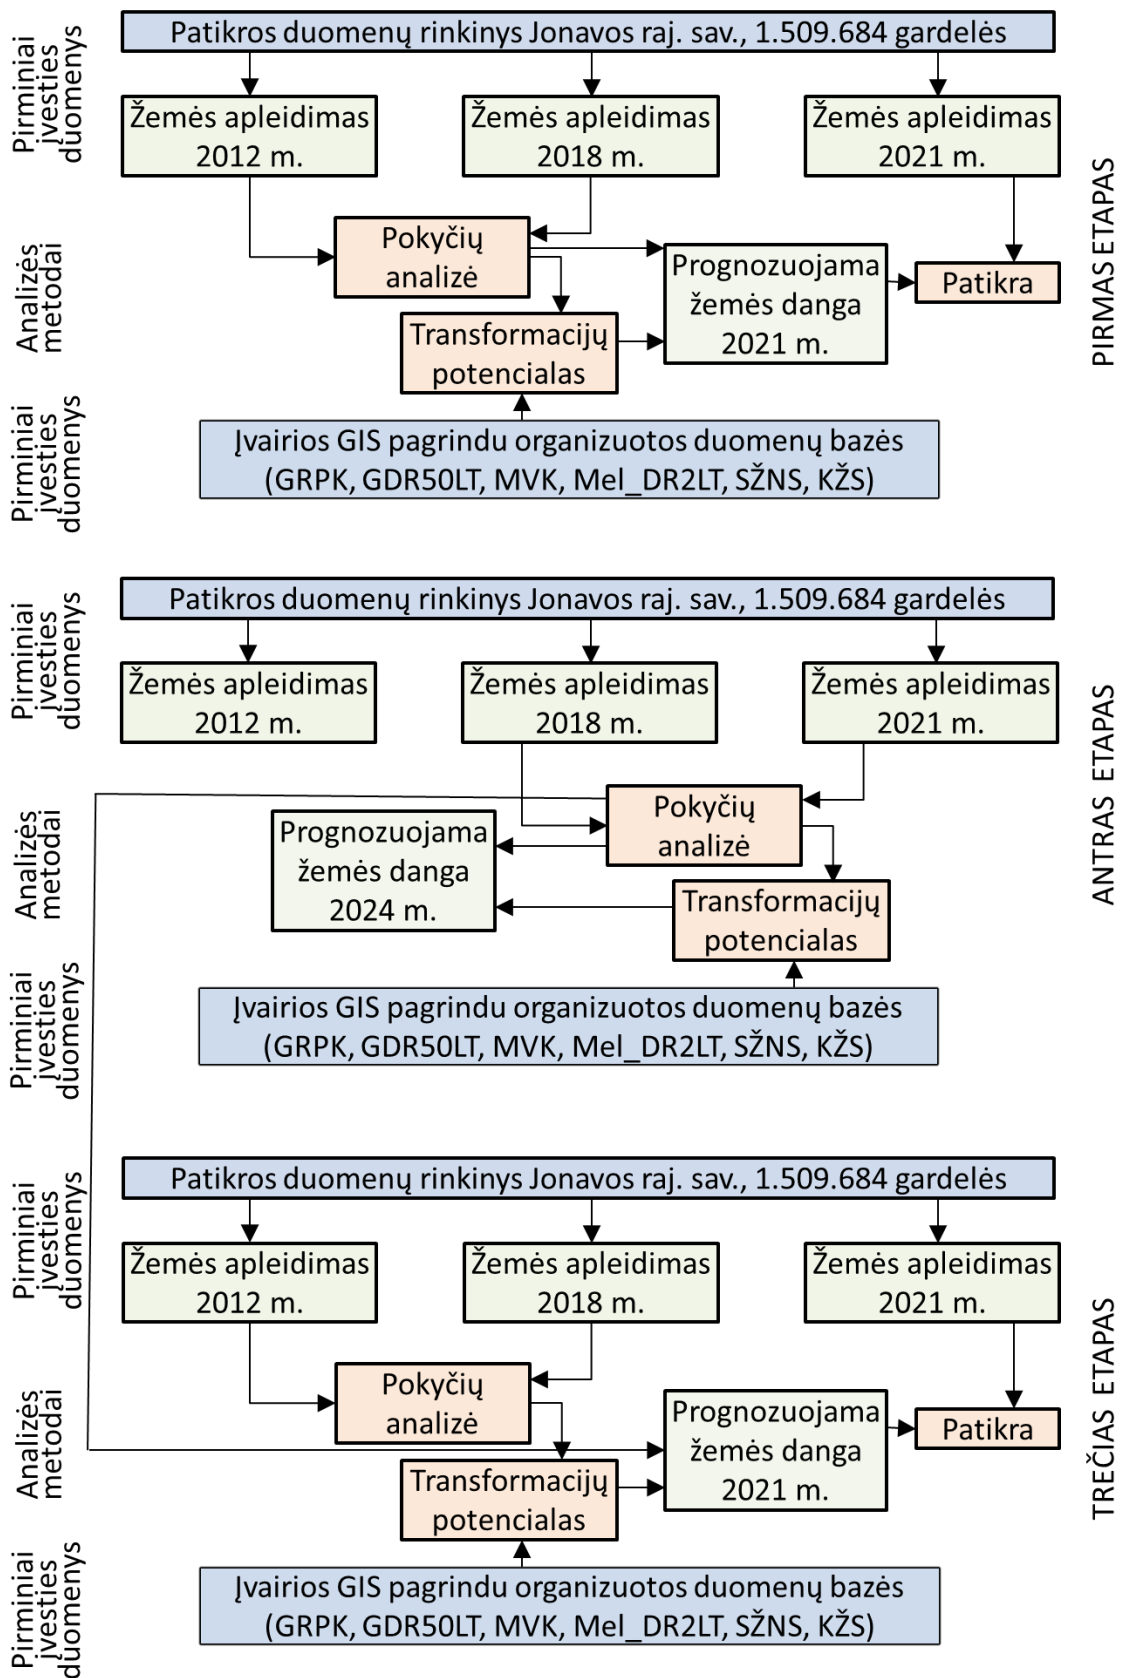 Patikros duomenų rinkinys Jonavos raj. sav., 1.509.684 gardelės
Pirminiai
įvesties
duomenys
Žemės apleidimas
2012 m.
Žemės apleidimas
2018 m.
Žemės apleidimas
2021 m.
PIRMAS ETAPAS
Analizės
metodai
Pokyčių
analizė
Prognozuojama
žemės danga
2021 m.
Patikra
Transformacijų
potencialas
Pirminiai
įvesties
duomenys
Įvairios GIS pagrindu organizuotos duomenų bazės
(GRPK, GDR50LT, MVK, Mel_DR2LT, SŽNS, KŽS)
Patikros duomenų rinkinys Jonavos raj. sav., 1.509.684 gardelės
Pirminiai
įvesties
duomenys
Žemės apleidimas
2012 m.
Žemės apleidimas
2018 m.
Žemės apleidimas
2021 m.
ANTRAS ETAPAS
Analizės
metodai
Pokyčių
analizė
Prognozuojama
žemės danga
2024 m.
Transformacijų
potencialas
Pirminiai
įvesties
duomenys
Įvairios GIS pagrindu organizuotos duomenų bazės
(GRPK, GDR50LT, MVK, Mel_DR2LT, SŽNS, KŽS)
Patikros duomenų rinkinys Jonavos raj. sav., 1.509.684 gardelės
Pirminiai
įvesties
duomenys
Žemės apleidimas
2012 m.
Žemės apleidimas
2018 m.
Žemės apleidimas
2021 m.
TREČIAS ETAPAS
Analizės
metodai
Pokyčių
analizė
Prognozuojama
žemės danga
2021 m.
Patikra
Transformacijų
potencialas
Pirminiai
įvesties
duomenys
Įvairios GIS pagrindu organizuotos duomenų bazės
(GRPK, GDR50LT, MVK, Mel_DR2LT, SŽNS, KŽS)